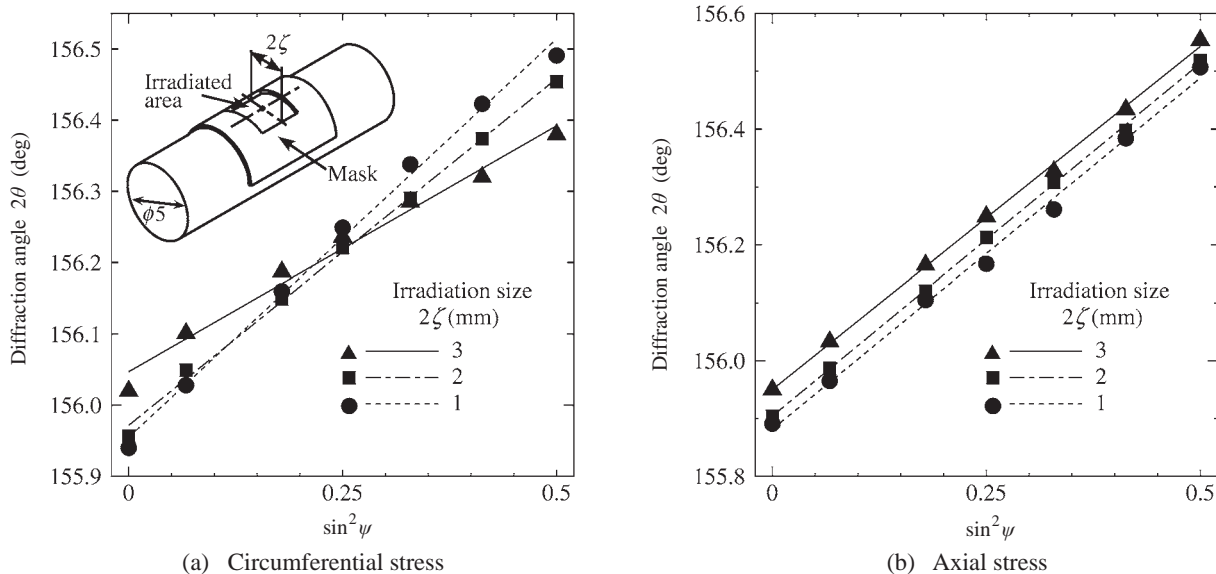 156.5
156.4
156.3
156.2
156.1
156.0
155.9
Diffraction angle 2θ (deg)
2ζ
Irradiated
area
Mask
ϕ5
Irradiation size
2ζ(mm)
3
2
1
0
0.25
0.5
sin²ψ
(a) Circumferential stress
156.6
156.4
156.2
156.0
155.8
Diffraction angle 2θ (deg)
Irradiation size
2ζ(mm)
3
2
1
0
0.25
0.5
sin²ψ
(b) Axial stress